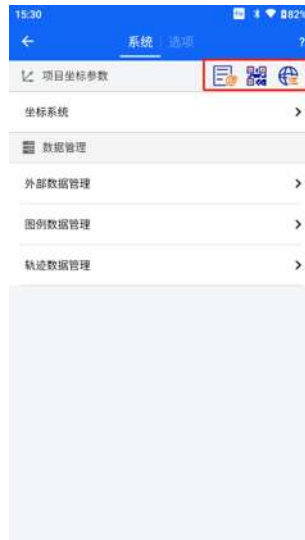 15:30
82%
系统 | 选项
?
项目坐标参数
坐标系统
数据管理
外部数据管理
图例数据管理
轨迹数据管理